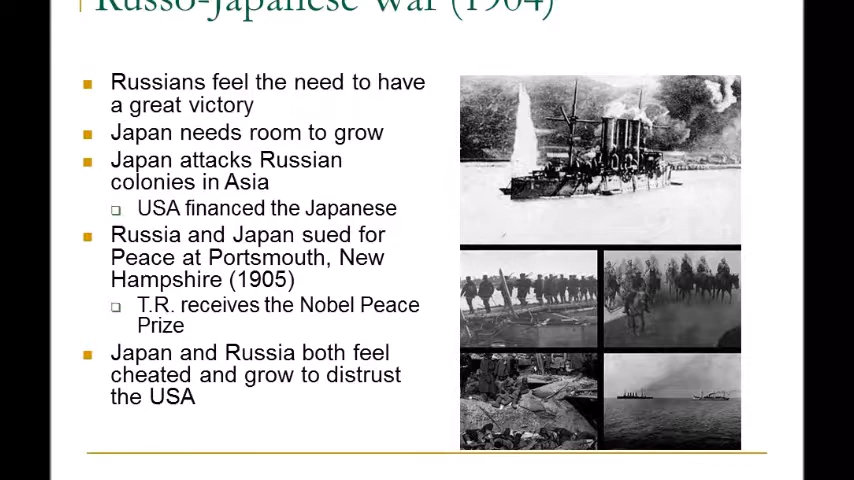 Russo-Japanese War (1904)
Russians feel the need to have
a great victory
Japan needs room to grow
Japan attacks Russian
colonies in Asia
USA financed the Japanese
Russia and Japan sued for
Peace at Portsmouth, New
Hampshire (1905)
T.R. receives the Nobel Peace
Prize
Japan and Russia both feel
cheated and grow to distrust
the USA